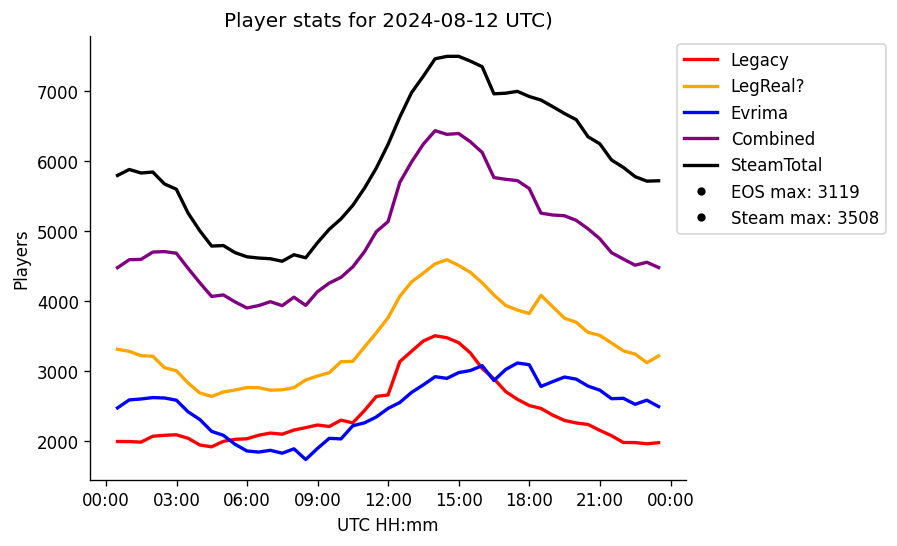 Player stats for 2024-08-12 UTC)
Legacy
LegReal?
Evrima
Combined
SteamTotal
EOS max: 3119
Steam max: 3508
Players
7000
6000
5000
4000
3000
2000
00:00 03:00 06:00 09:00 12:00 15:00 18:00 21:00 00:00
UTC HH:mm